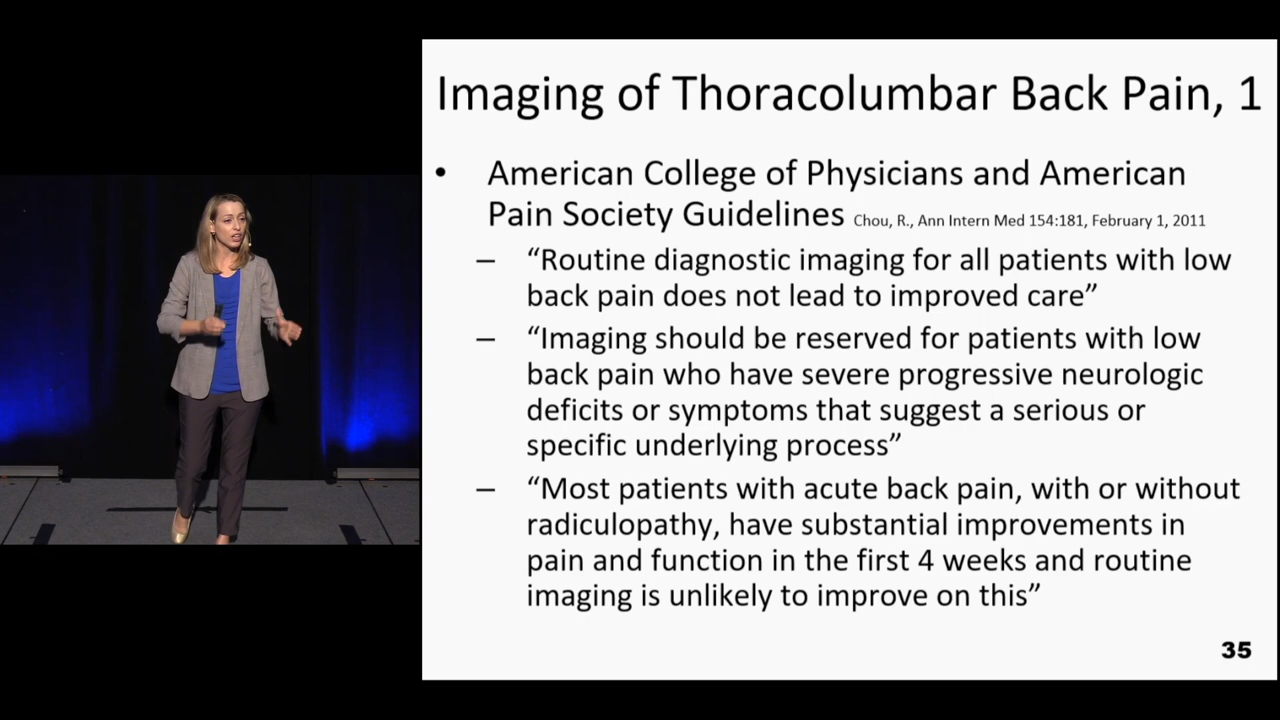 Imaging of Thoracolumbar Back Pain, 1
• American College of Physicians and American
Pain Society Guidelines Chou, R., Ann Intern Med 154:181, February 1, 2011
– “Routine diagnostic imaging for all patients with low
back pain does not lead to improved care”
– “Imaging should be reserved for patients with low
back pain who have severe progressive neurologic
deficits or symptoms that suggest a serious or
specific underlying process”
– “Most patients with acute back pain, with or without
radiculopathy, have substantial improvements in
pain and function in the first 4 weeks and routine
imaging is unlikely to improve on this”
35